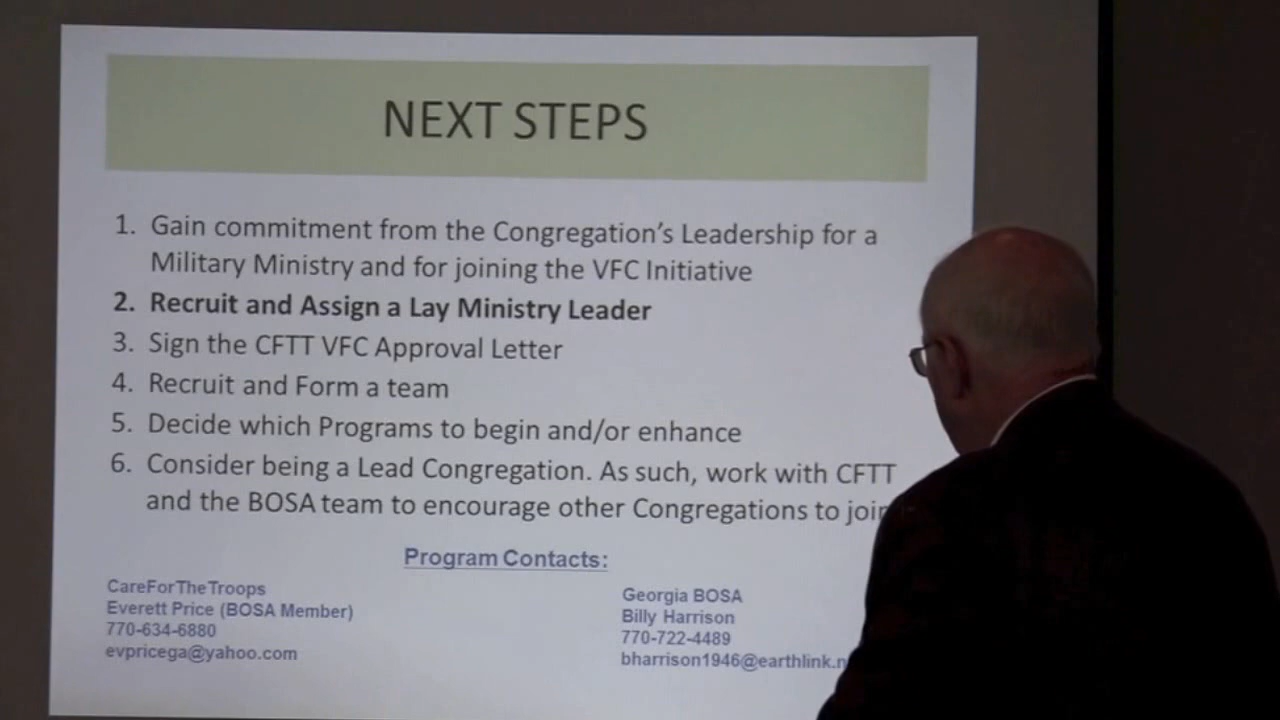 NEXT STEPS
1. Gain commitment from the Congregation's Leadership for a
Military Ministry and for joining the VFC Initiative
2. Recruit and Assign a Lay Ministry Leader
3. Sign the CFTT VFC Approval Letter
4. Recruit and Form a team
5. Decide which Programs to begin and/or enhance
6. Consider being a Lead Congregation. As such, work with CFTT
and the BOSA team to encourage other Congregations to join
Program Contacts:
CareForTheTroops
Everett Price (BOSA Member)
770-634-6880
evpricega@yahoo.com
Georgia BOSA
Billy Harrison
770-722-4489
bharrison1946@earthlink.n